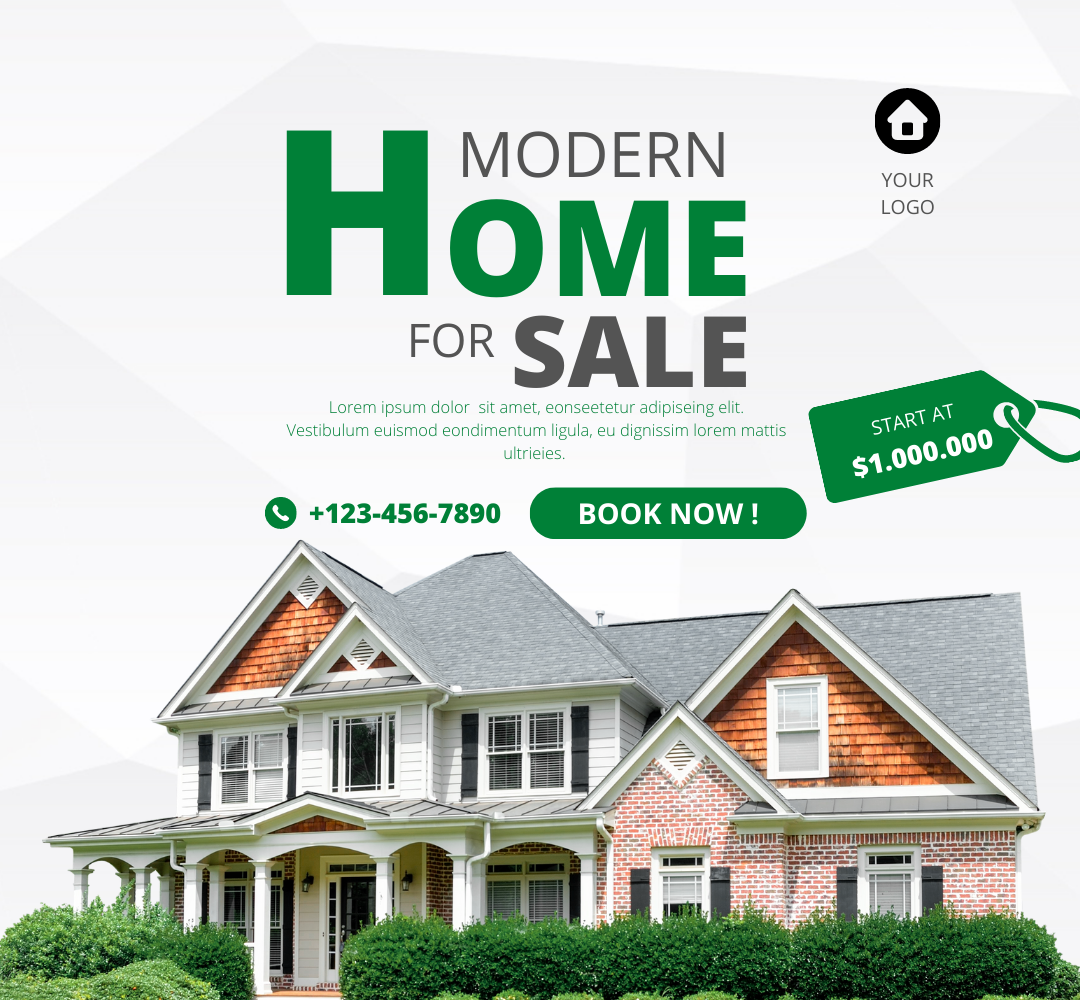 MODERN
HOME
FOR SALE
YOUR
LOGO
Lorem ipsum dolor  sit amet, eonseetetur adipiseing elit.
Vestibulum euismod eondimentum ligula, eu dignissim lorem mattis
ultrieies.
START AT
$1.000.000
+123-456-7890
BOOK NOW !